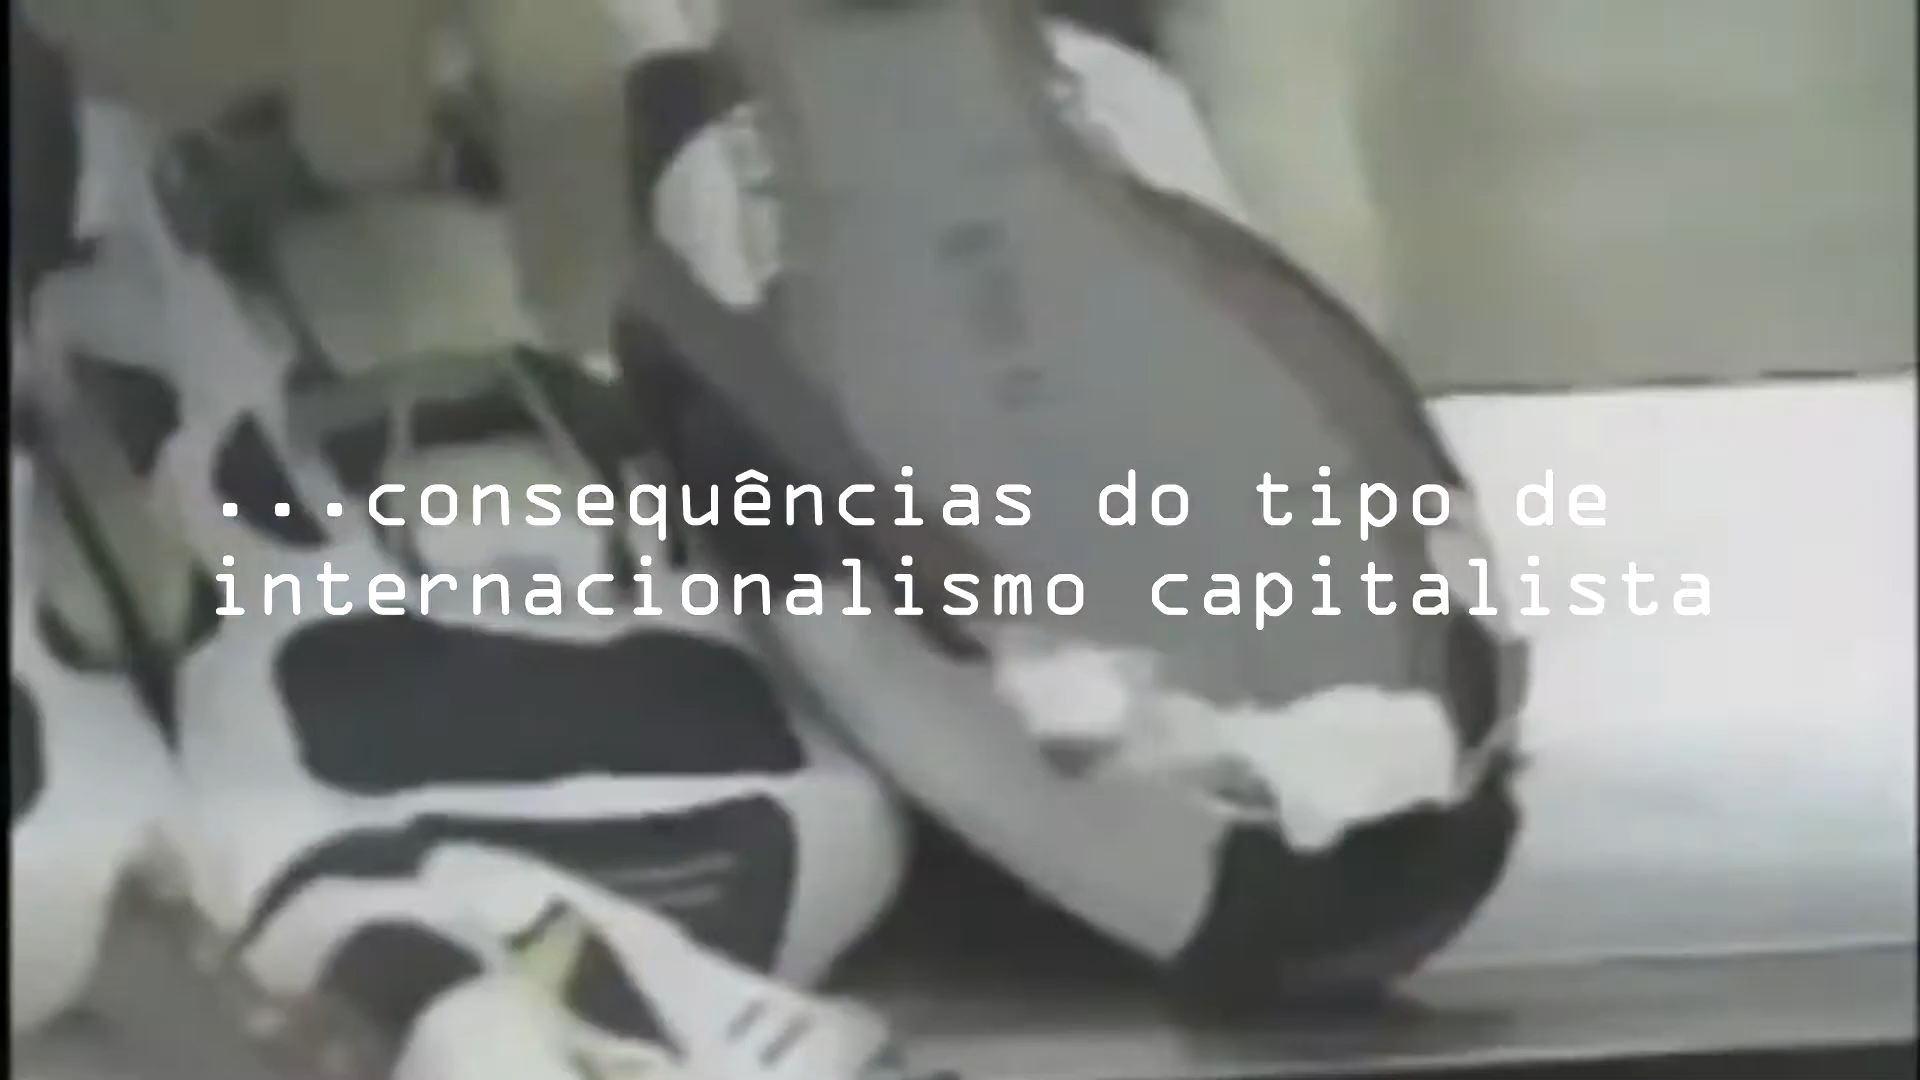 ...consequências do tipo de
internacionalismo capitalista